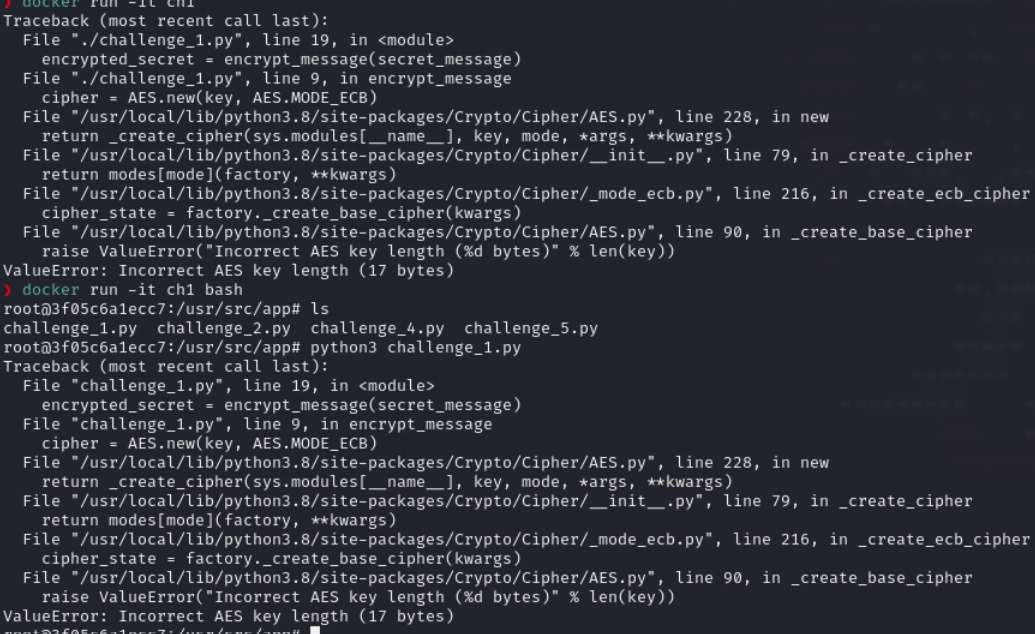 ❯ docker run -it ch1
Traceback (most recent call last):
  File "./challenge_1.py", line 19, in <module>
    encrypted_secret = encrypt_message(secret_message)
  File "./challenge_1.py", line 9, in encrypt_message
    cipher = AES.new(key, AES.MODE_ECB)
  File "/usr/local/lib/python3.8/site-packages/Crypto/Cipher/AES.py", line 228, in new
    return _create_cipher(sys.modules[__name__], key, mode, *args, **kwargs)
  File "/usr/local/lib/python3.8/site-packages/Crypto/Cipher/__init__.py", line 79, in _create_cipher
    return modes[mode](factory, **kwargs)
  File "/usr/local/lib/python3.8/site-packages/Crypto/Cipher/_mode_ecb.py", line 216, in _create_ecb_cipher
    cipher_state = factory._create_base_cipher(kwargs)
  File "/usr/local/lib/python3.8/site-packages/Crypto/Cipher/AES.py", line 90, in _create_base_cipher
    raise ValueError("Incorrect AES key length (%d bytes)" % len(key))
ValueError: Incorrect AES key length (17 bytes)
❯ docker run -it ch1 bash
root@3f05c6a1ecc7:/usr/src/app# ls
challenge_1.py  challenge_2.py  challenge_4.py  challenge_5.py
root@3f05c6a1ecc7:/usr/src/app# python3 challenge_1.py
Traceback (most recent call last):
  File "challenge_1.py", line 19, in <module>
    encrypted_secret = encrypt_message(secret_message)
  File "challenge_1.py", line 9, in encrypt_message
    cipher = AES.new(key, AES.MODE_ECB)
  File "/usr/local/lib/python3.8/site-packages/Crypto/Cipher/AES.py", line 228, in new
    return _create_cipher(sys.modules[__name__], key, mode, *args, **kwargs)
  File "/usr/local/lib/python3.8/site-packages/Crypto/Cipher/__init__.py", line 79, in _create_cipher
    return modes[mode](factory, **kwargs)
  File "/usr/local/lib/python3.8/site-packages/Crypto/Cipher/_mode_ecb.py", line 216, in _create_ecb_cipher
    cipher_state = factory._create_base_cipher(kwargs)
  File "/usr/local/lib/python3.8/site-packages/Crypto/Cipher/AES.py", line 90, in _create_base_cipher
    raise ValueError("Incorrect AES key length (%d bytes)" % len(key))
ValueError: Incorrect AES key length (17 bytes)
root@3f05c6a1ecc7:/usr/src/app#